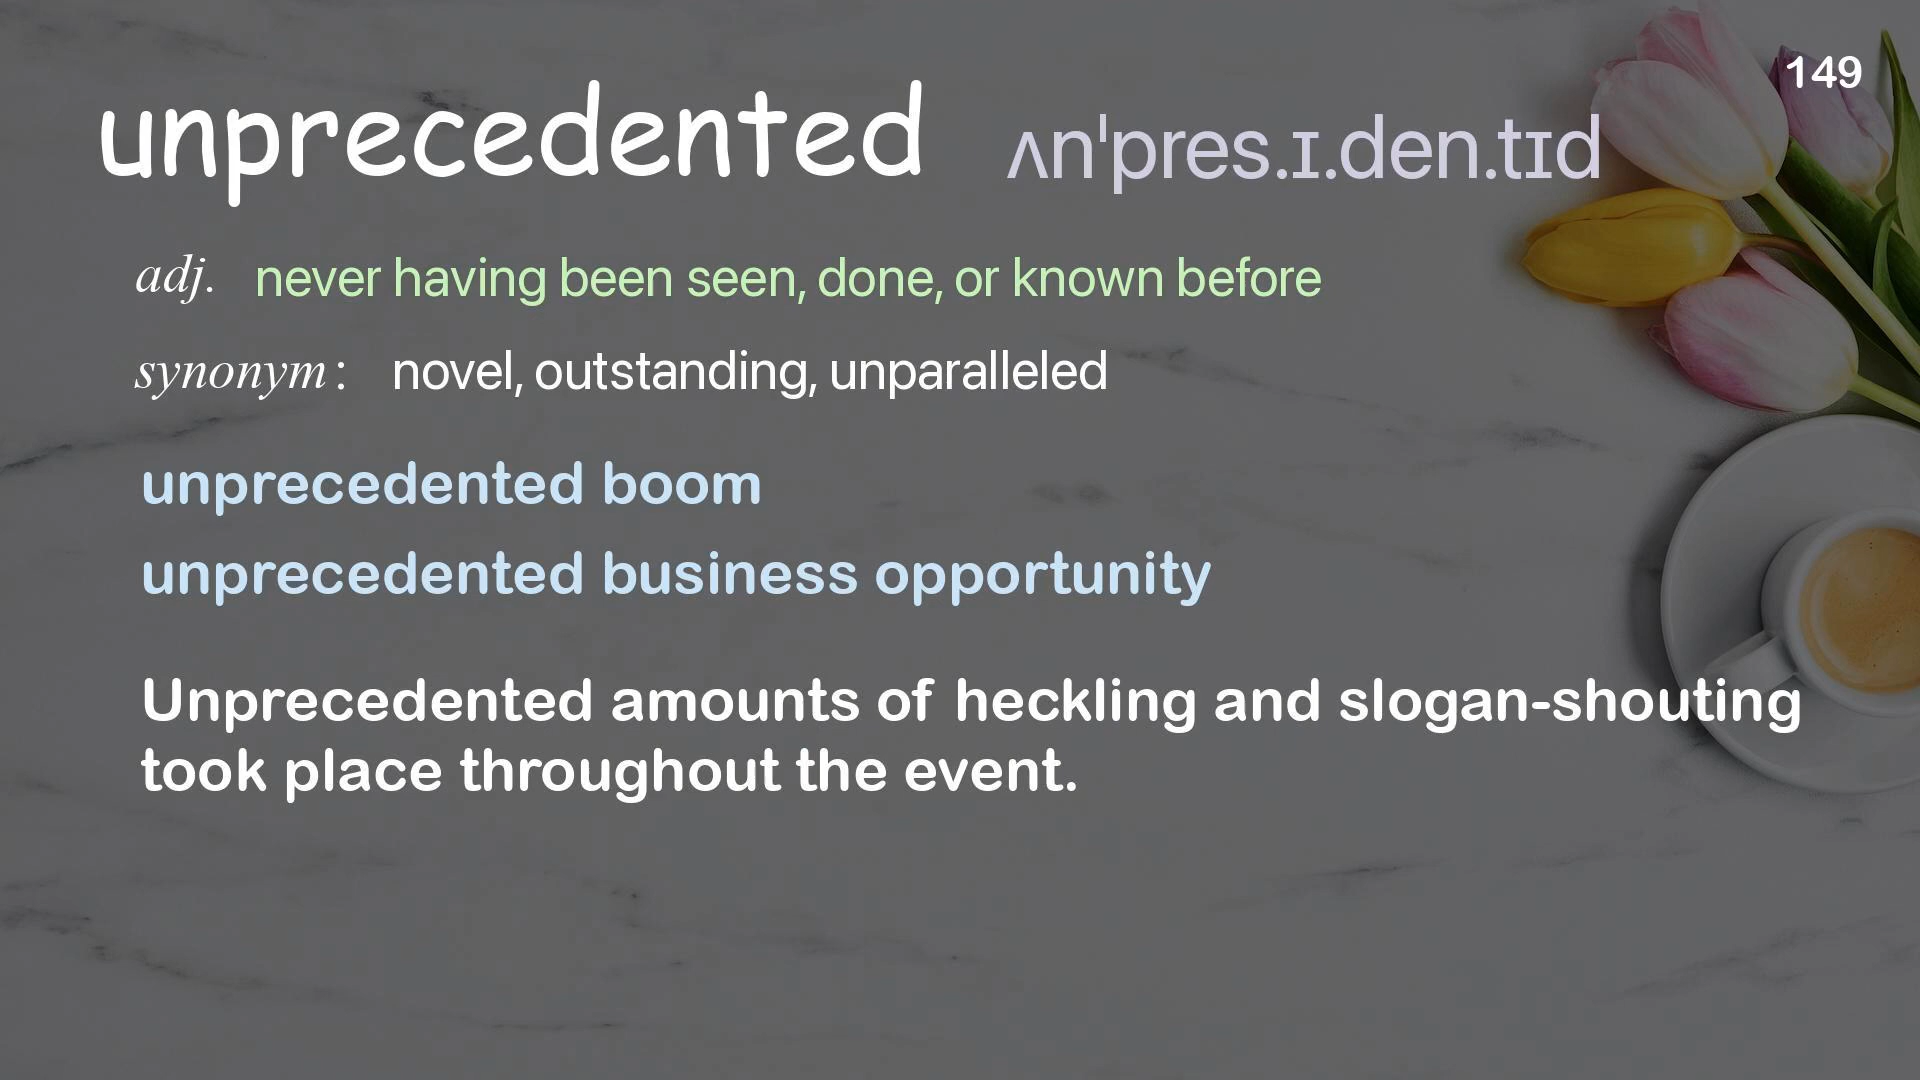 149
unprecedented ʌnˈpres.ɪ.den.tɪd
adj. never having been seen, done, or known before
synonym: novel, outstanding, unparalleled
unprecedented boom
unprecedented business opportunity
Unprecedented amounts of heckling and slogan-shouting
took place throughout the event.